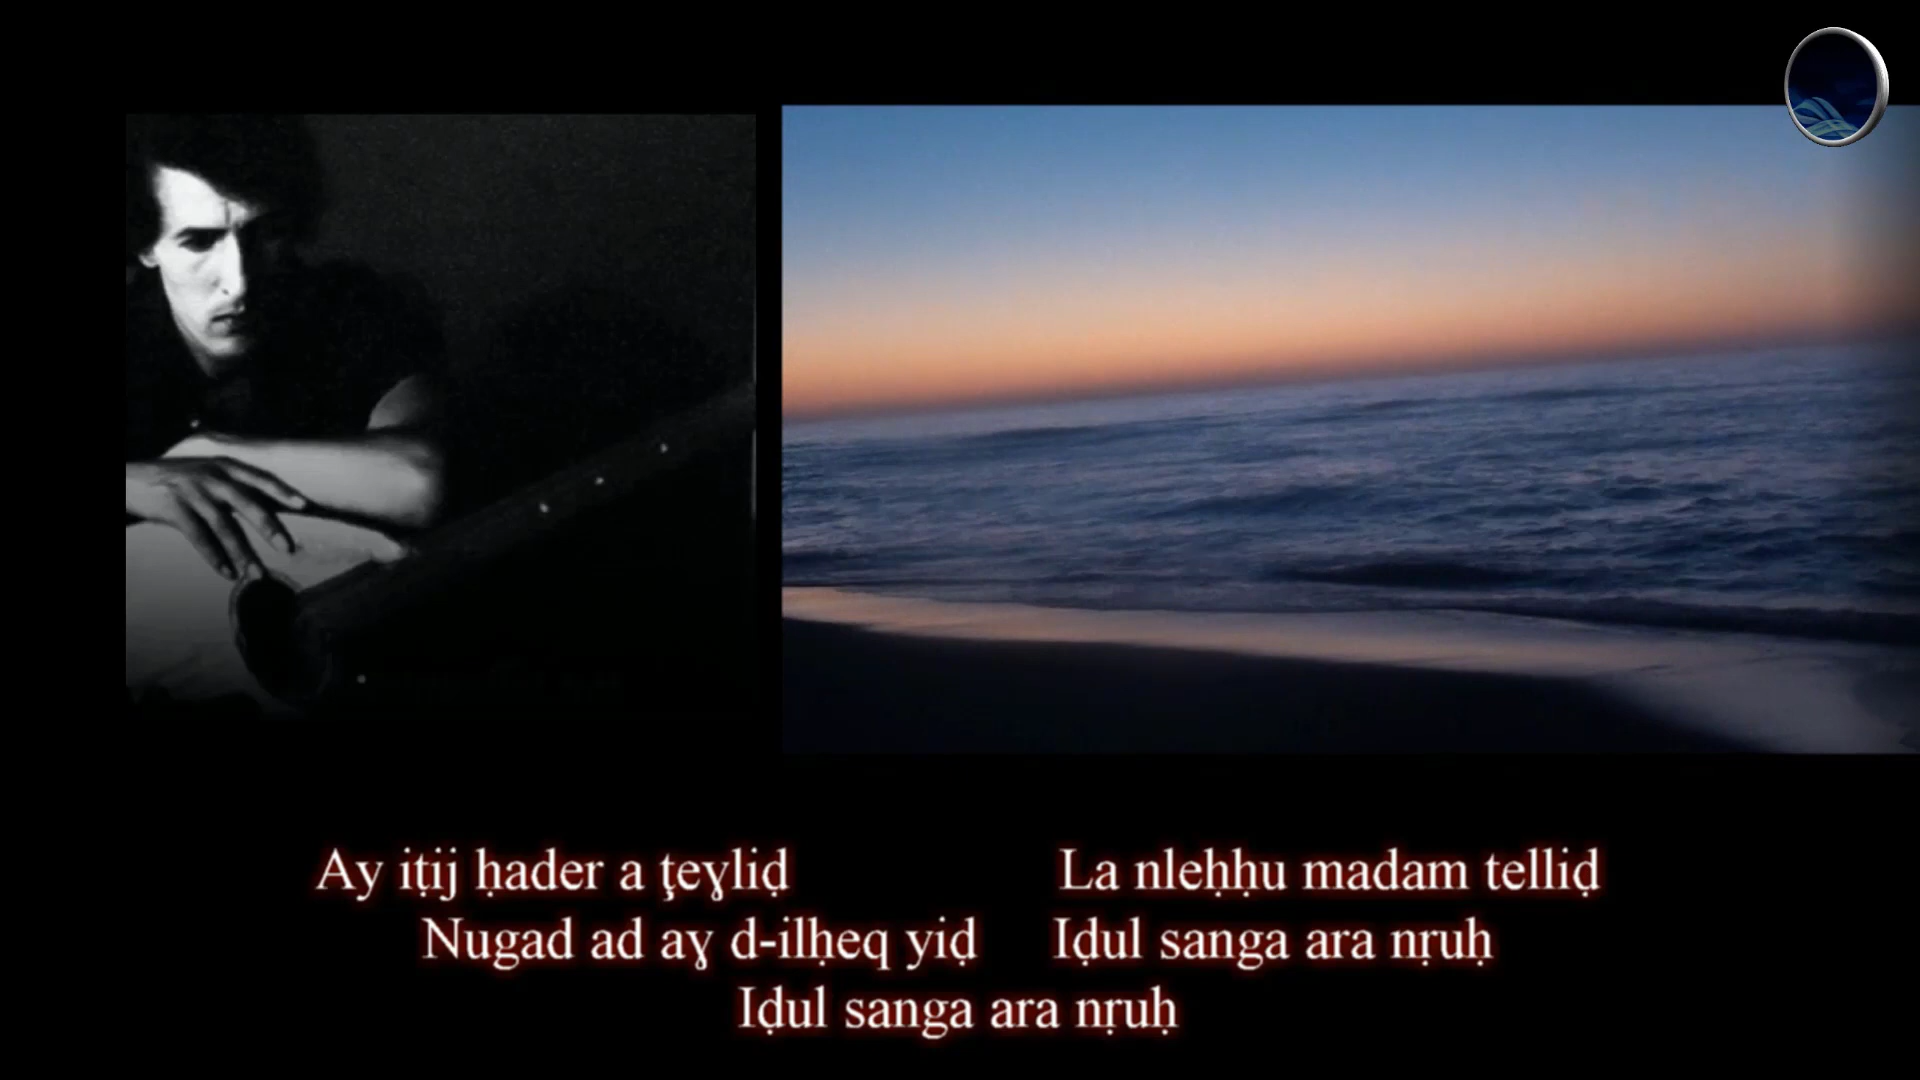 Ay iṭij ḥader a ţeɣliḍ La nleḥḥu madam telliḍ
Nugad ad aɣ d-ilḥeq yiḍ Iḍul sanga ara nṛuḥ
Iḍul sanga ara nṛuḥ